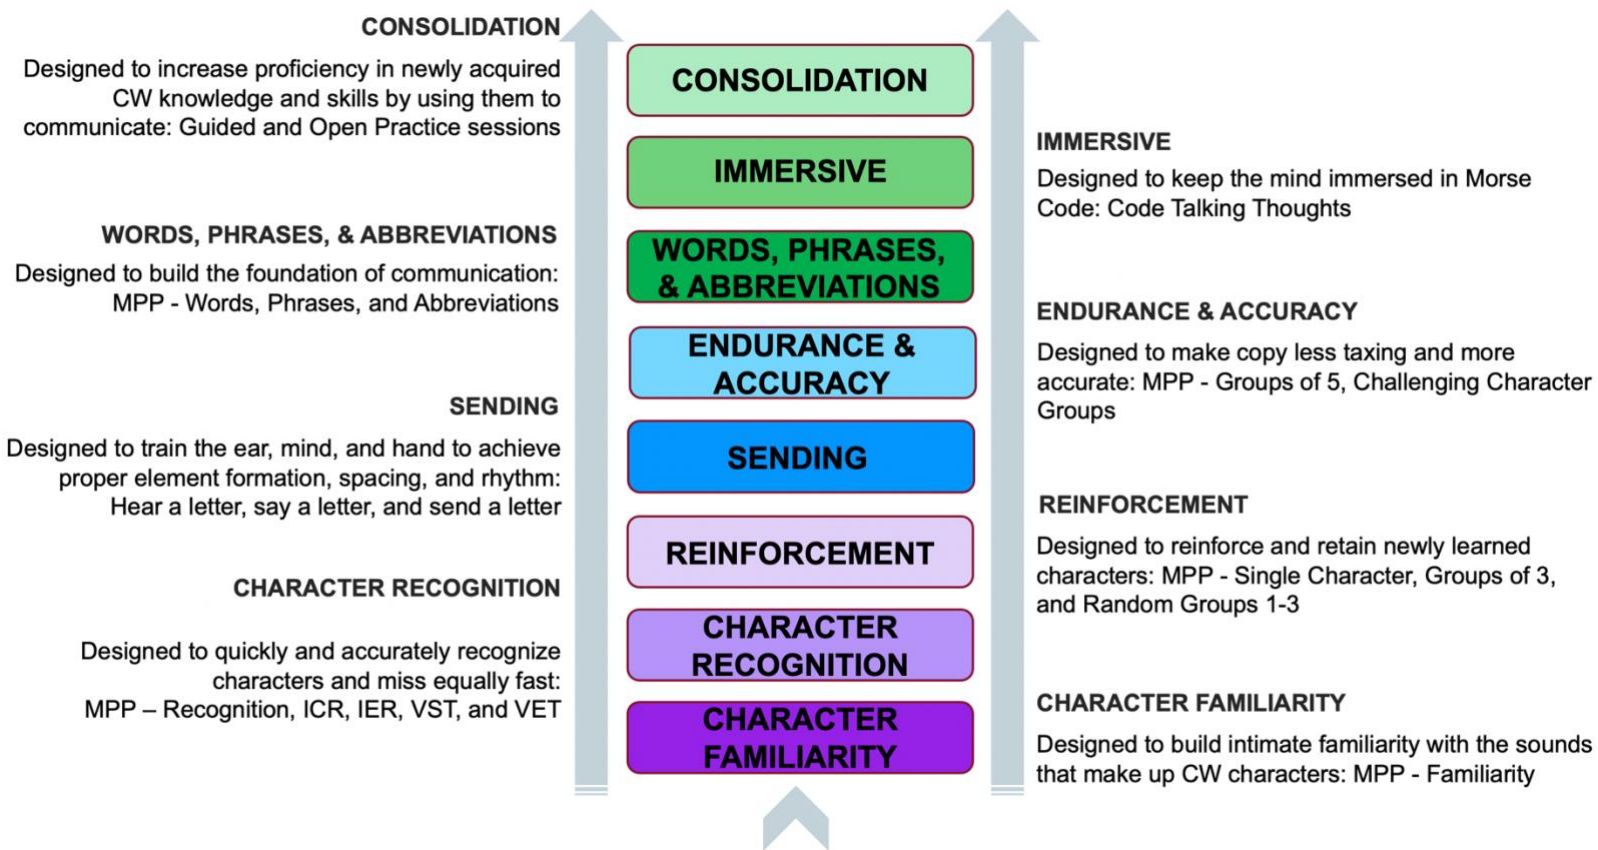 CONSOLIDATION
Designed to increase proficiency in newly acquired
CW knowledge and skills by using them to
communicate: Guided and Open Practice sessions
WORDS, PHRASES, & ABBREVIATIONS
Designed to build the foundation of communication:
MPP - Words, Phrases, and Abbreviations
SENDING
Designed to train the ear, mind, and hand to achieve
proper element formation, spacing, and rhythm:
Hear a letter, say a letter, and send a letter
CHARACTER RECOGNITION
Designed to quickly and accurately recognize
characters and miss equally fast:
MPP – Recognition, ICR, IER, VST, and VET
CONSOLIDATION
IMMERSIVE
WORDS, PHRASES,
& ABBREVIATIONS
ENDURANCE &
ACCURACY
SENDING
REINFORCEMENT
CHARACTER
RECOGNITION
CHARACTER
FAMILIARITY
IMMERSIVE
Designed to keep the mind immersed in Morse
Code: Code Talking Thoughts
ENDURANCE & ACCURACY
Designed to make copy less taxing and more
accurate: MPP - Groups of 5, Challenging Character
Groups
REINFORCEMENT
Designed to reinforce and retain newly learned
characters: MPP - Single Character, Groups of 3,
and Random Groups 1-3
CHARACTER FAMILIARITY
Designed to build intimate familiarity with the sounds
that make up CW characters: MPP - Familiarity